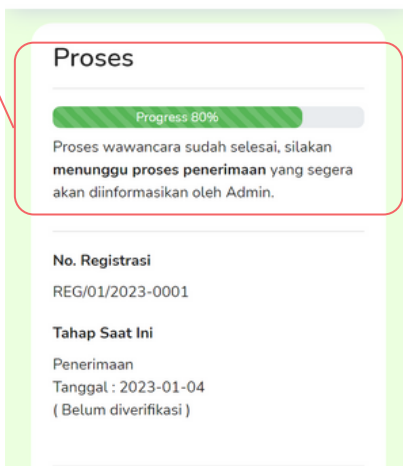 Proses
Progress 80%
Proses wawancara sudah selesai, silakan
menunggu proses penerimaan yang segera
akan diinformasikan oleh Admin.
No. Registrasi
REG/01/2023-0001
Tahap Saat Ini
Penerimaan
Tanggal : 2023-01-04
( Belum diverifikasi )